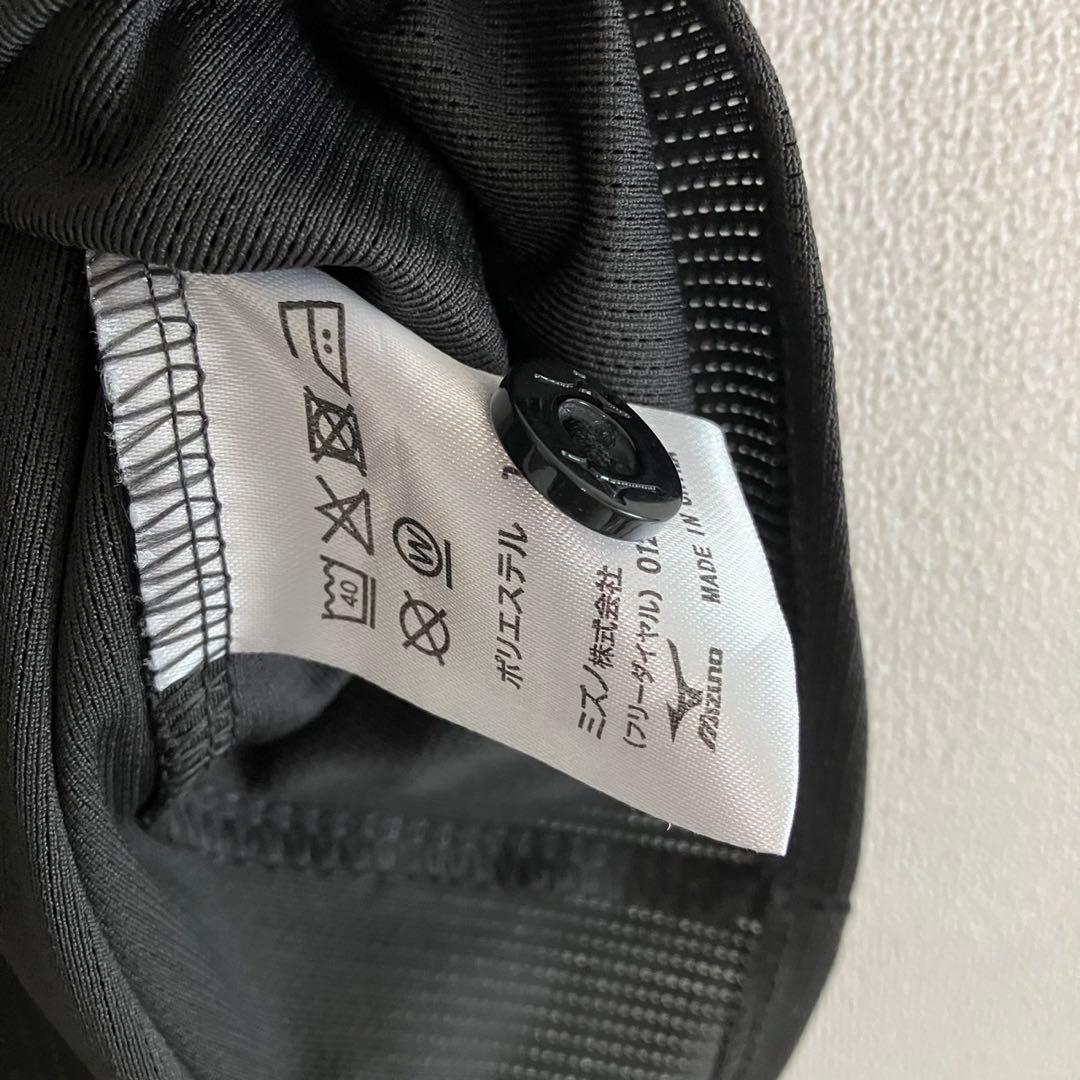 40
W
ポリエステル 1
ミズノ株式会社
(フリーダイヤル) 012
MADE IN
mizuno